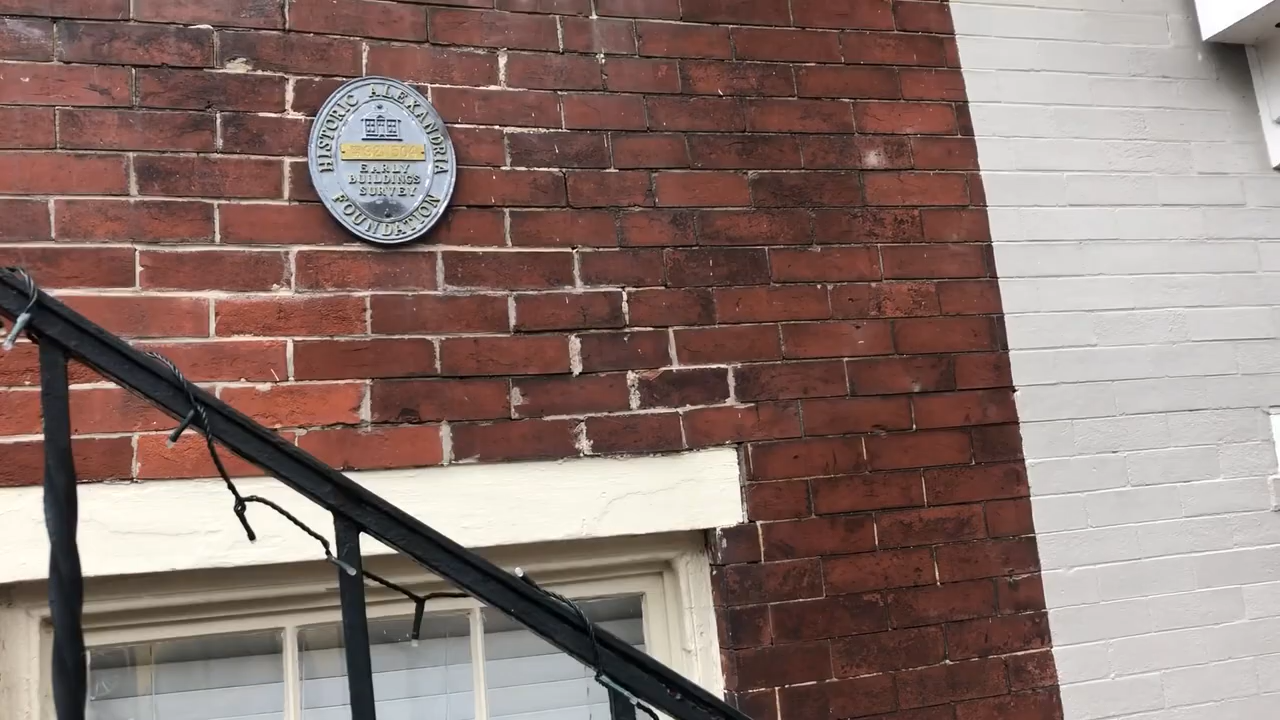 HISTORIC ALEXANDRIA
EARLY
BUILDINGS
SURVEY
FOUNDATION